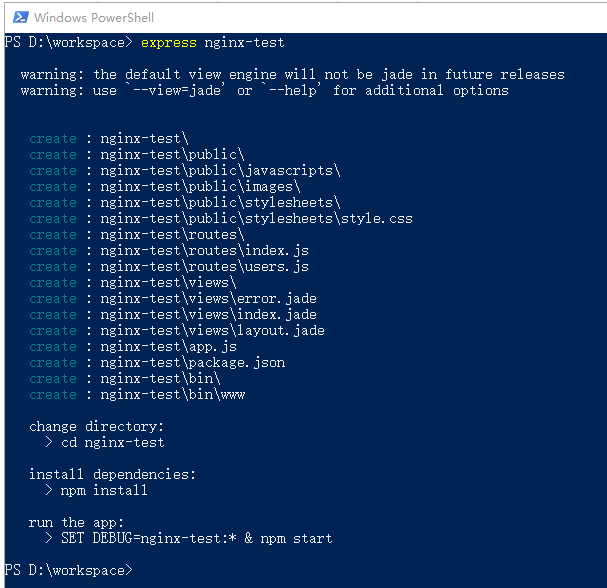 Windows PowerShell
PS D:\workspace> express nginx-test
warning: the default view engine will not be jade in future releases
warning: use `--view=jade' or `--help' for additional options
create : nginx-test\
create : nginx-test\public\
create : nginx-test\public\javascripts\
create : nginx-test\public\images\
create : nginx-test\public\stylesheets\
create : nginx-test\public\stylesheets\style.css
create : nginx-test\routes\
create : nginx-test\routes\index.js
create : nginx-test\routes\users.js
create : nginx-test\views\
create : nginx-test\views\error.jade
create : nginx-test\views\index.jade
create : nginx-test\views\layout.jade
create : nginx-test\app.js
create : nginx-test\package.json
create : nginx-test\bin\
create : nginx-test\bin\www
change directory:
> cd nginx-test
install dependencies:
> npm install
run the app:
> SET DEBUG=nginx-test:* & npm start
PS D:\workspace>